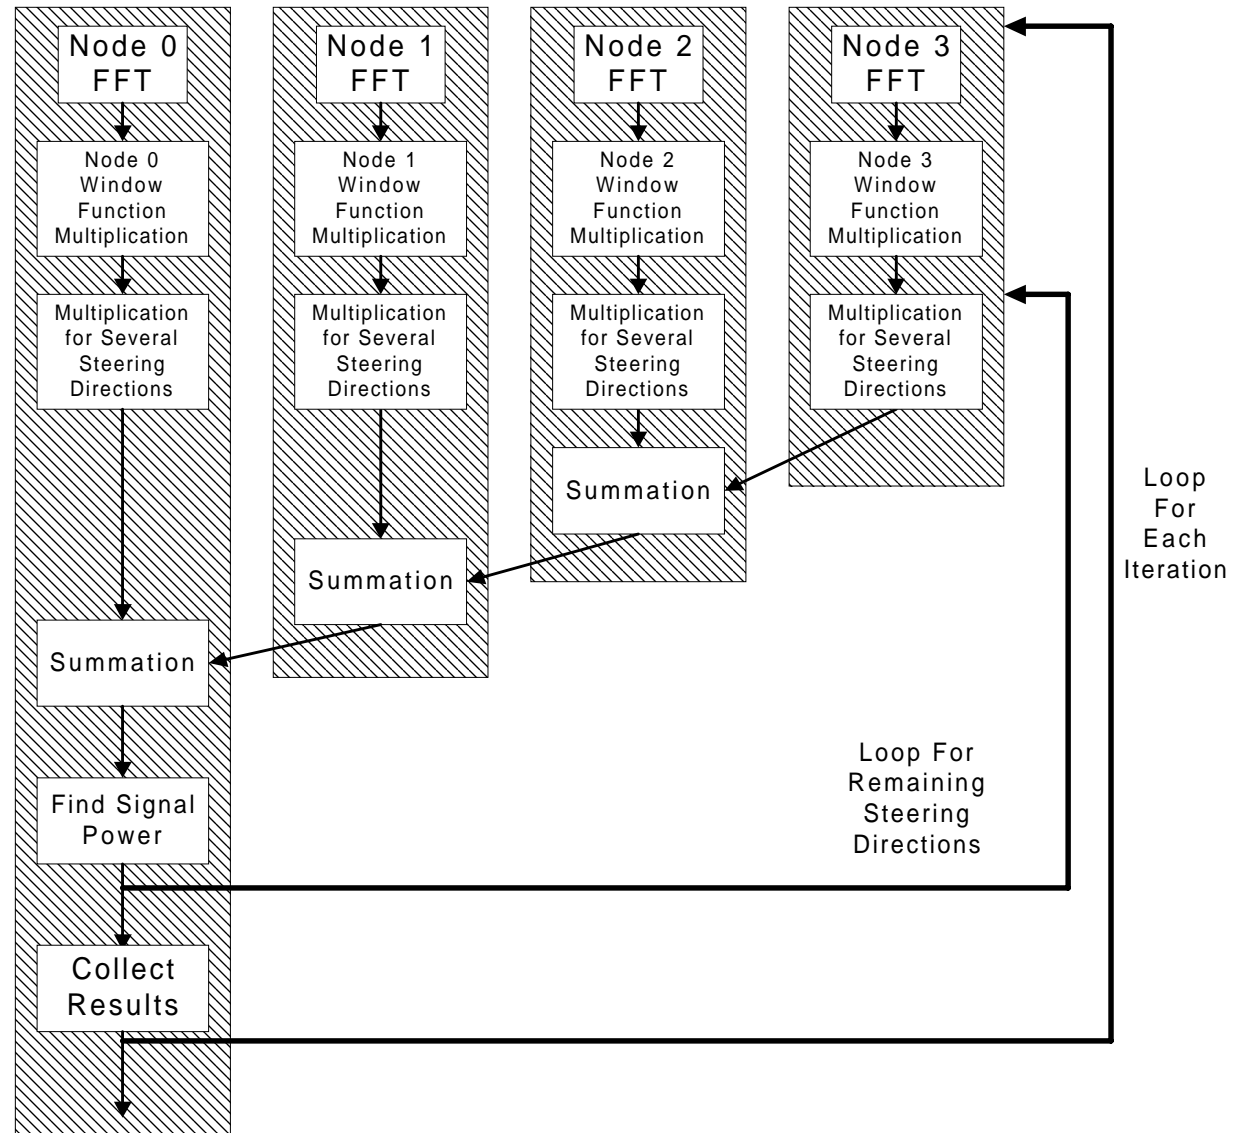 Node 0
FFT
Node 1
FFT
Node 2
FFT
Node 3
FFT
Node 0
Window
Function
Multiplication
Node 1
Window
Function
Multiplication
Node 2
Window
Function
Multiplication
Node 3
Window
Function
Multiplication
Multiplication
for Several
Steering
Directions
Multiplication
for Several
Steering
Directions
Multiplication
for Several
Steering
Directions
Multiplication
for Several
Steering
Directions
Summation
Loop
For
Each
Iteration
Summation
Summation
Loop For
Remaining
Steering
Directions
Find Signal
Power
Collect
Results